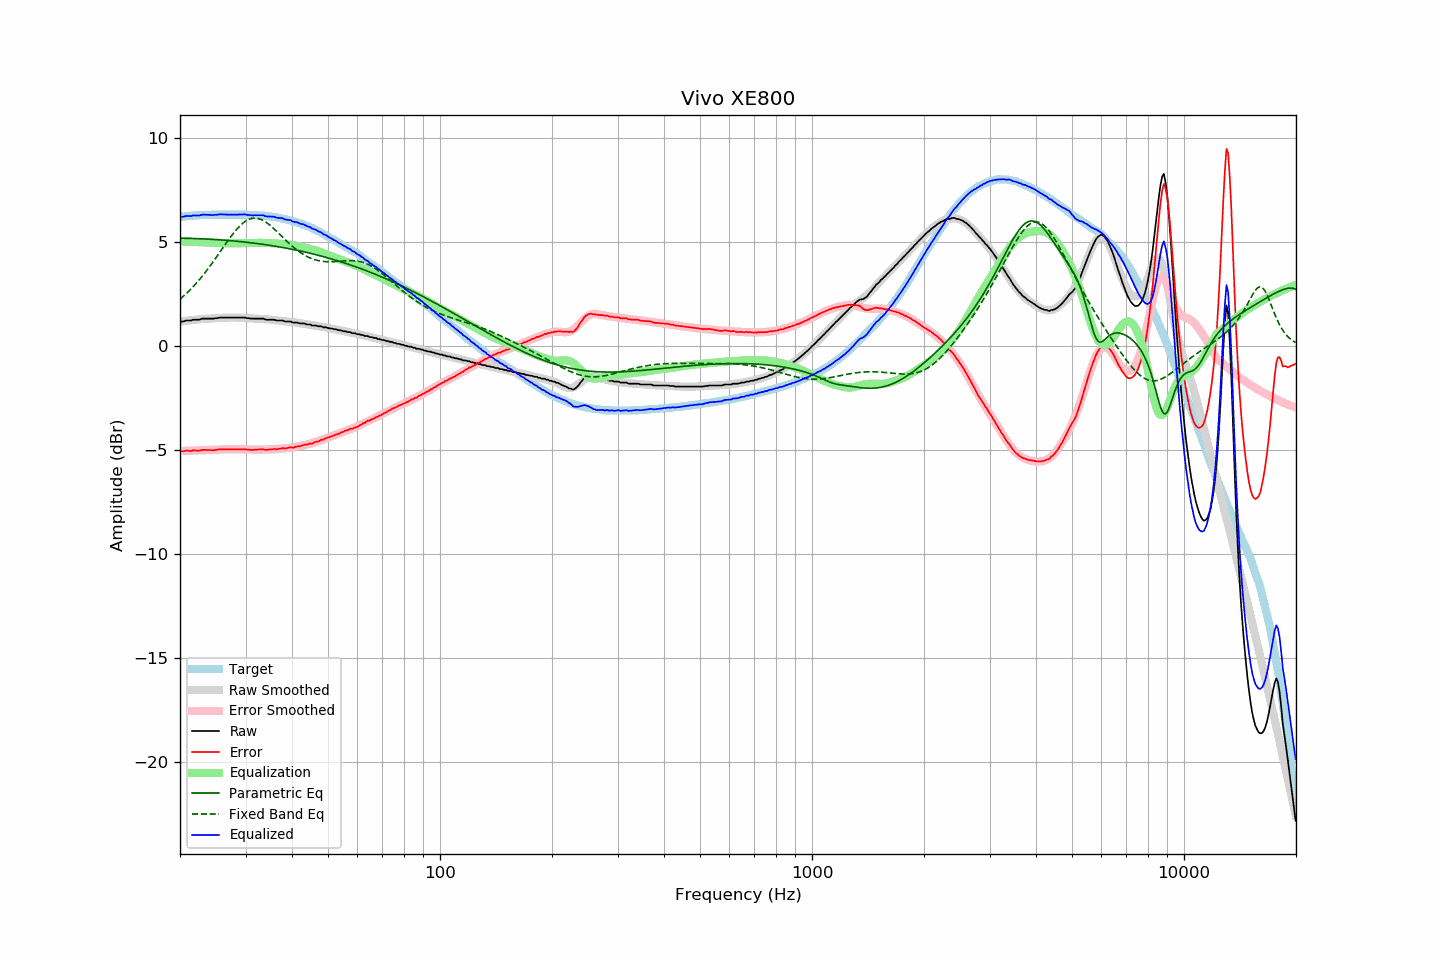 Vivo XE800
Amplitude (dBr)
10
5
0
−5
−10
−15
−20
100
1000
10000
Frequency (Hz)
Target
Raw Smoothed
Error Smoothed
Raw
Error
Equalization
Parametric Eq
Fixed Band Eq
Equalized